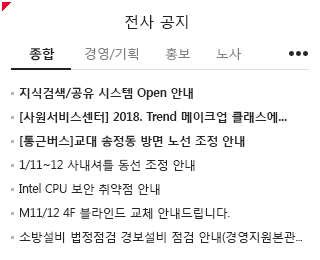 전사 공지
종합 경영/기획 홍보 노사 •••
지식검색/공유 시스템 Open 안내
[사원서비스센터] 2018. Trend 메이크업 클래스에...
[통근버스]교대 송정동 방면 노선 조정 안내
1/11~12 사내셔틀 동선 조정 안내
Intel CPU 보안 취약점 안내
M11/12 4F 블라인드 교체 안내드립니다.
소방설비 법정점검 경보설비 점검 안내(경영지원본관...